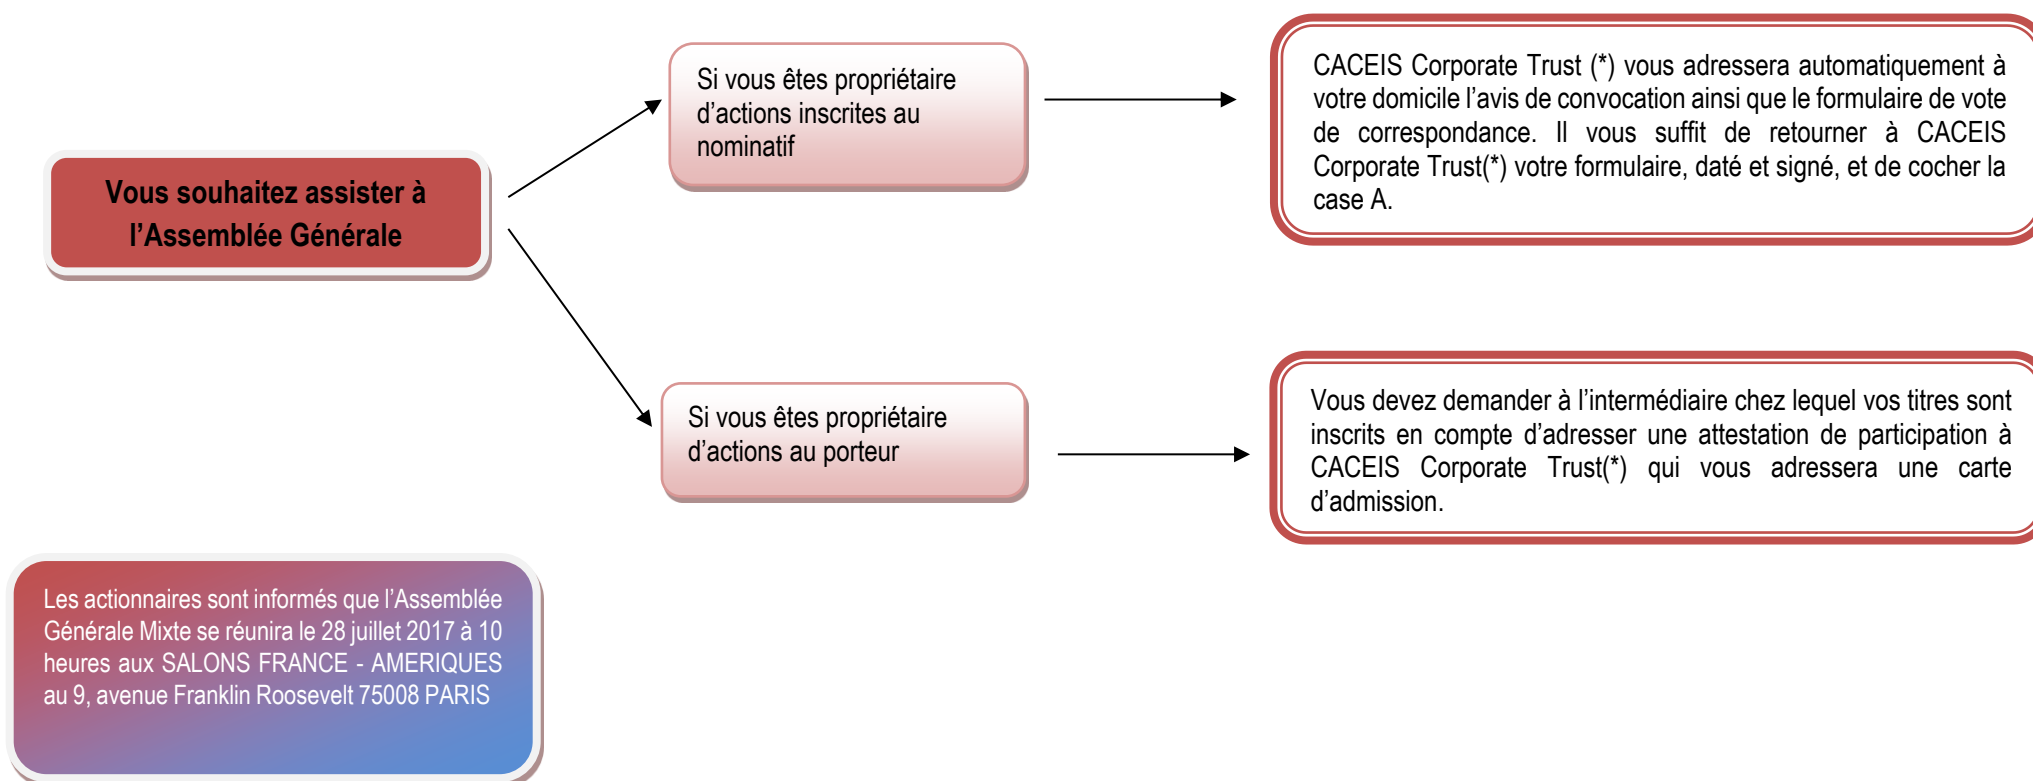 Vous souhaitez assister à
l’Assemblée Générale
Si vous êtes propriétaire
d’actions inscrites au
nominatif
CACEIS Corporate Trust (*) vous adressera automatiquement à
votre domicile l’avis de convocation ainsi que le formulaire de vote
de correspondance. Il vous suffit de retourner à CACEIS
Corporate Trust(*) votre formulaire, daté et signé, et de cocher la
case A.
Si vous êtes propriétaire
d’actions au porteur
Vous devez demander à l’intermédiaire chez lequel vos titres sont
inscrits en compte d’adresser une attestation de participation à
CACEIS Corporate Trust(*) qui vous adressera une carte
d’admission.
Les actionnaires sont informés que l’Assemblée
Générale Mixte se réunira le 28 juillet 2017 à 10
heures aux SALONS FRANCE - AMERIQUES
au 9, avenue Franklin Roosevelt 75008 PARIS